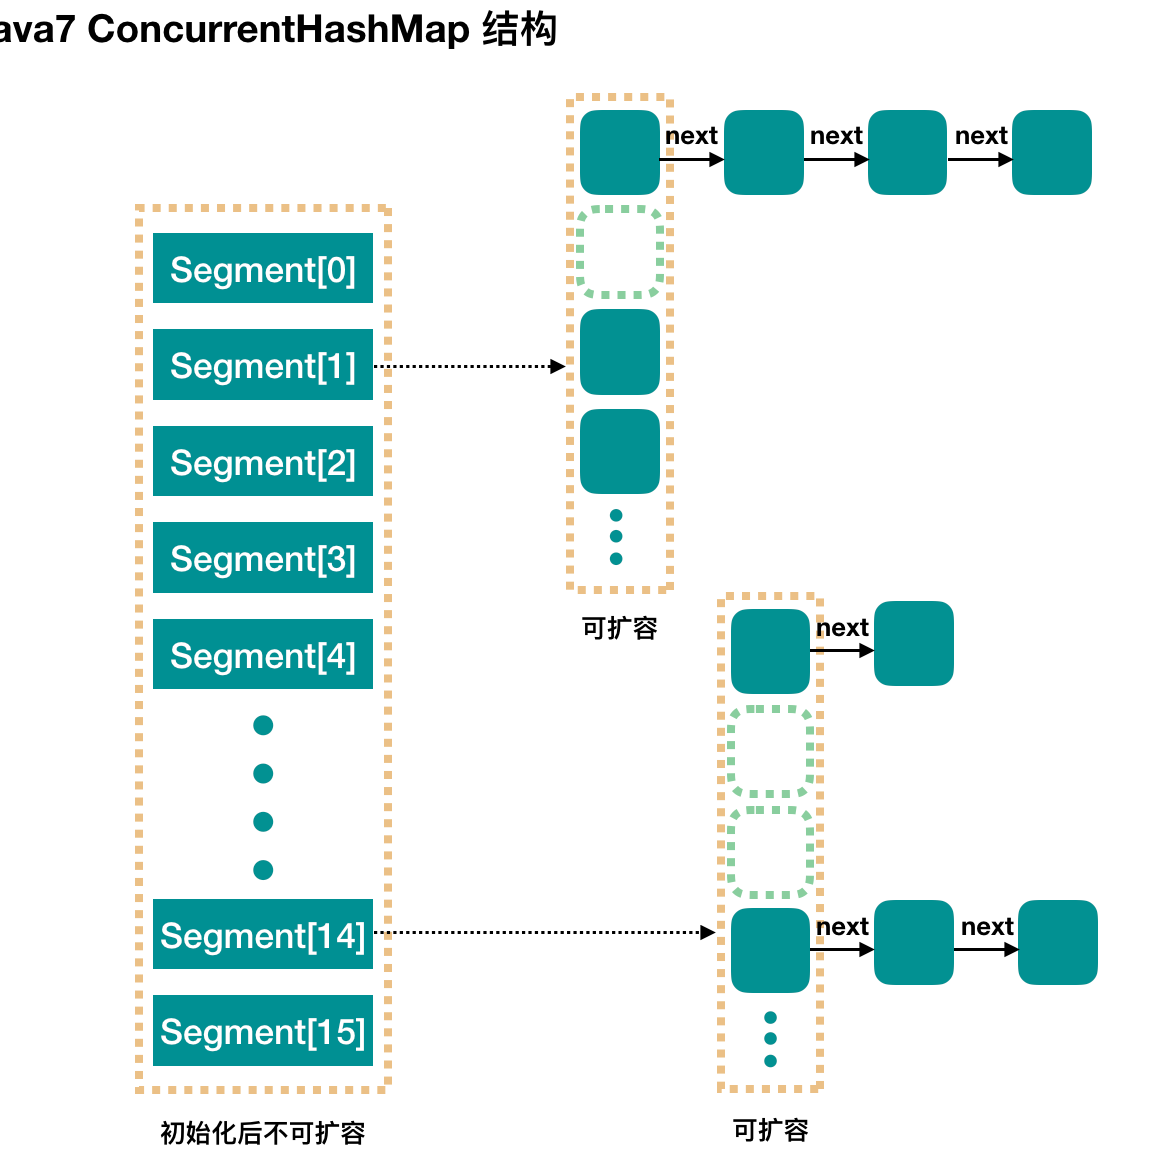 ava7 ConcurrentHashMap 结构
next next next
Segment[0]
Segment[1]
Segment[2]
Segment[3]
Segment[4]
可扩容
next
Segment[14]
next next
Segment[15]
可扩容
初始化后不可扩容